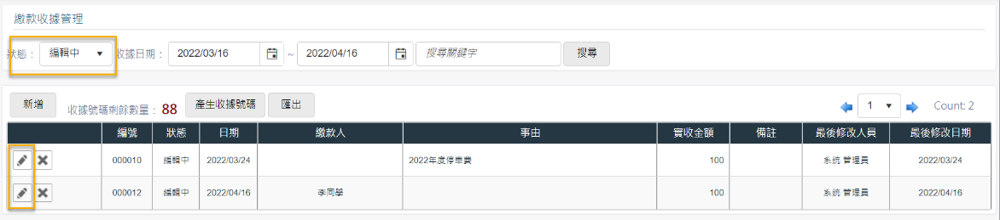 繳款收據管理
狀態： 編輯中 收據日期： 2022/03/16 ~ 2022/04/16 搜尋關鍵字 搜尋
新增 收據號碼剩餘數量： 88 產生收據號碼 匯出 1 Count: 2
編號 狀態 日期 繳款人 事由 實收金額 備註 最後修改人員 最後修改日期
000010 編輯中 2022/03/24 2022年度停車費 100 系統 管理員 2022/03/24
000012 編輯中 2022/04/16 李同學 100 系統 管理員 2022/04/16